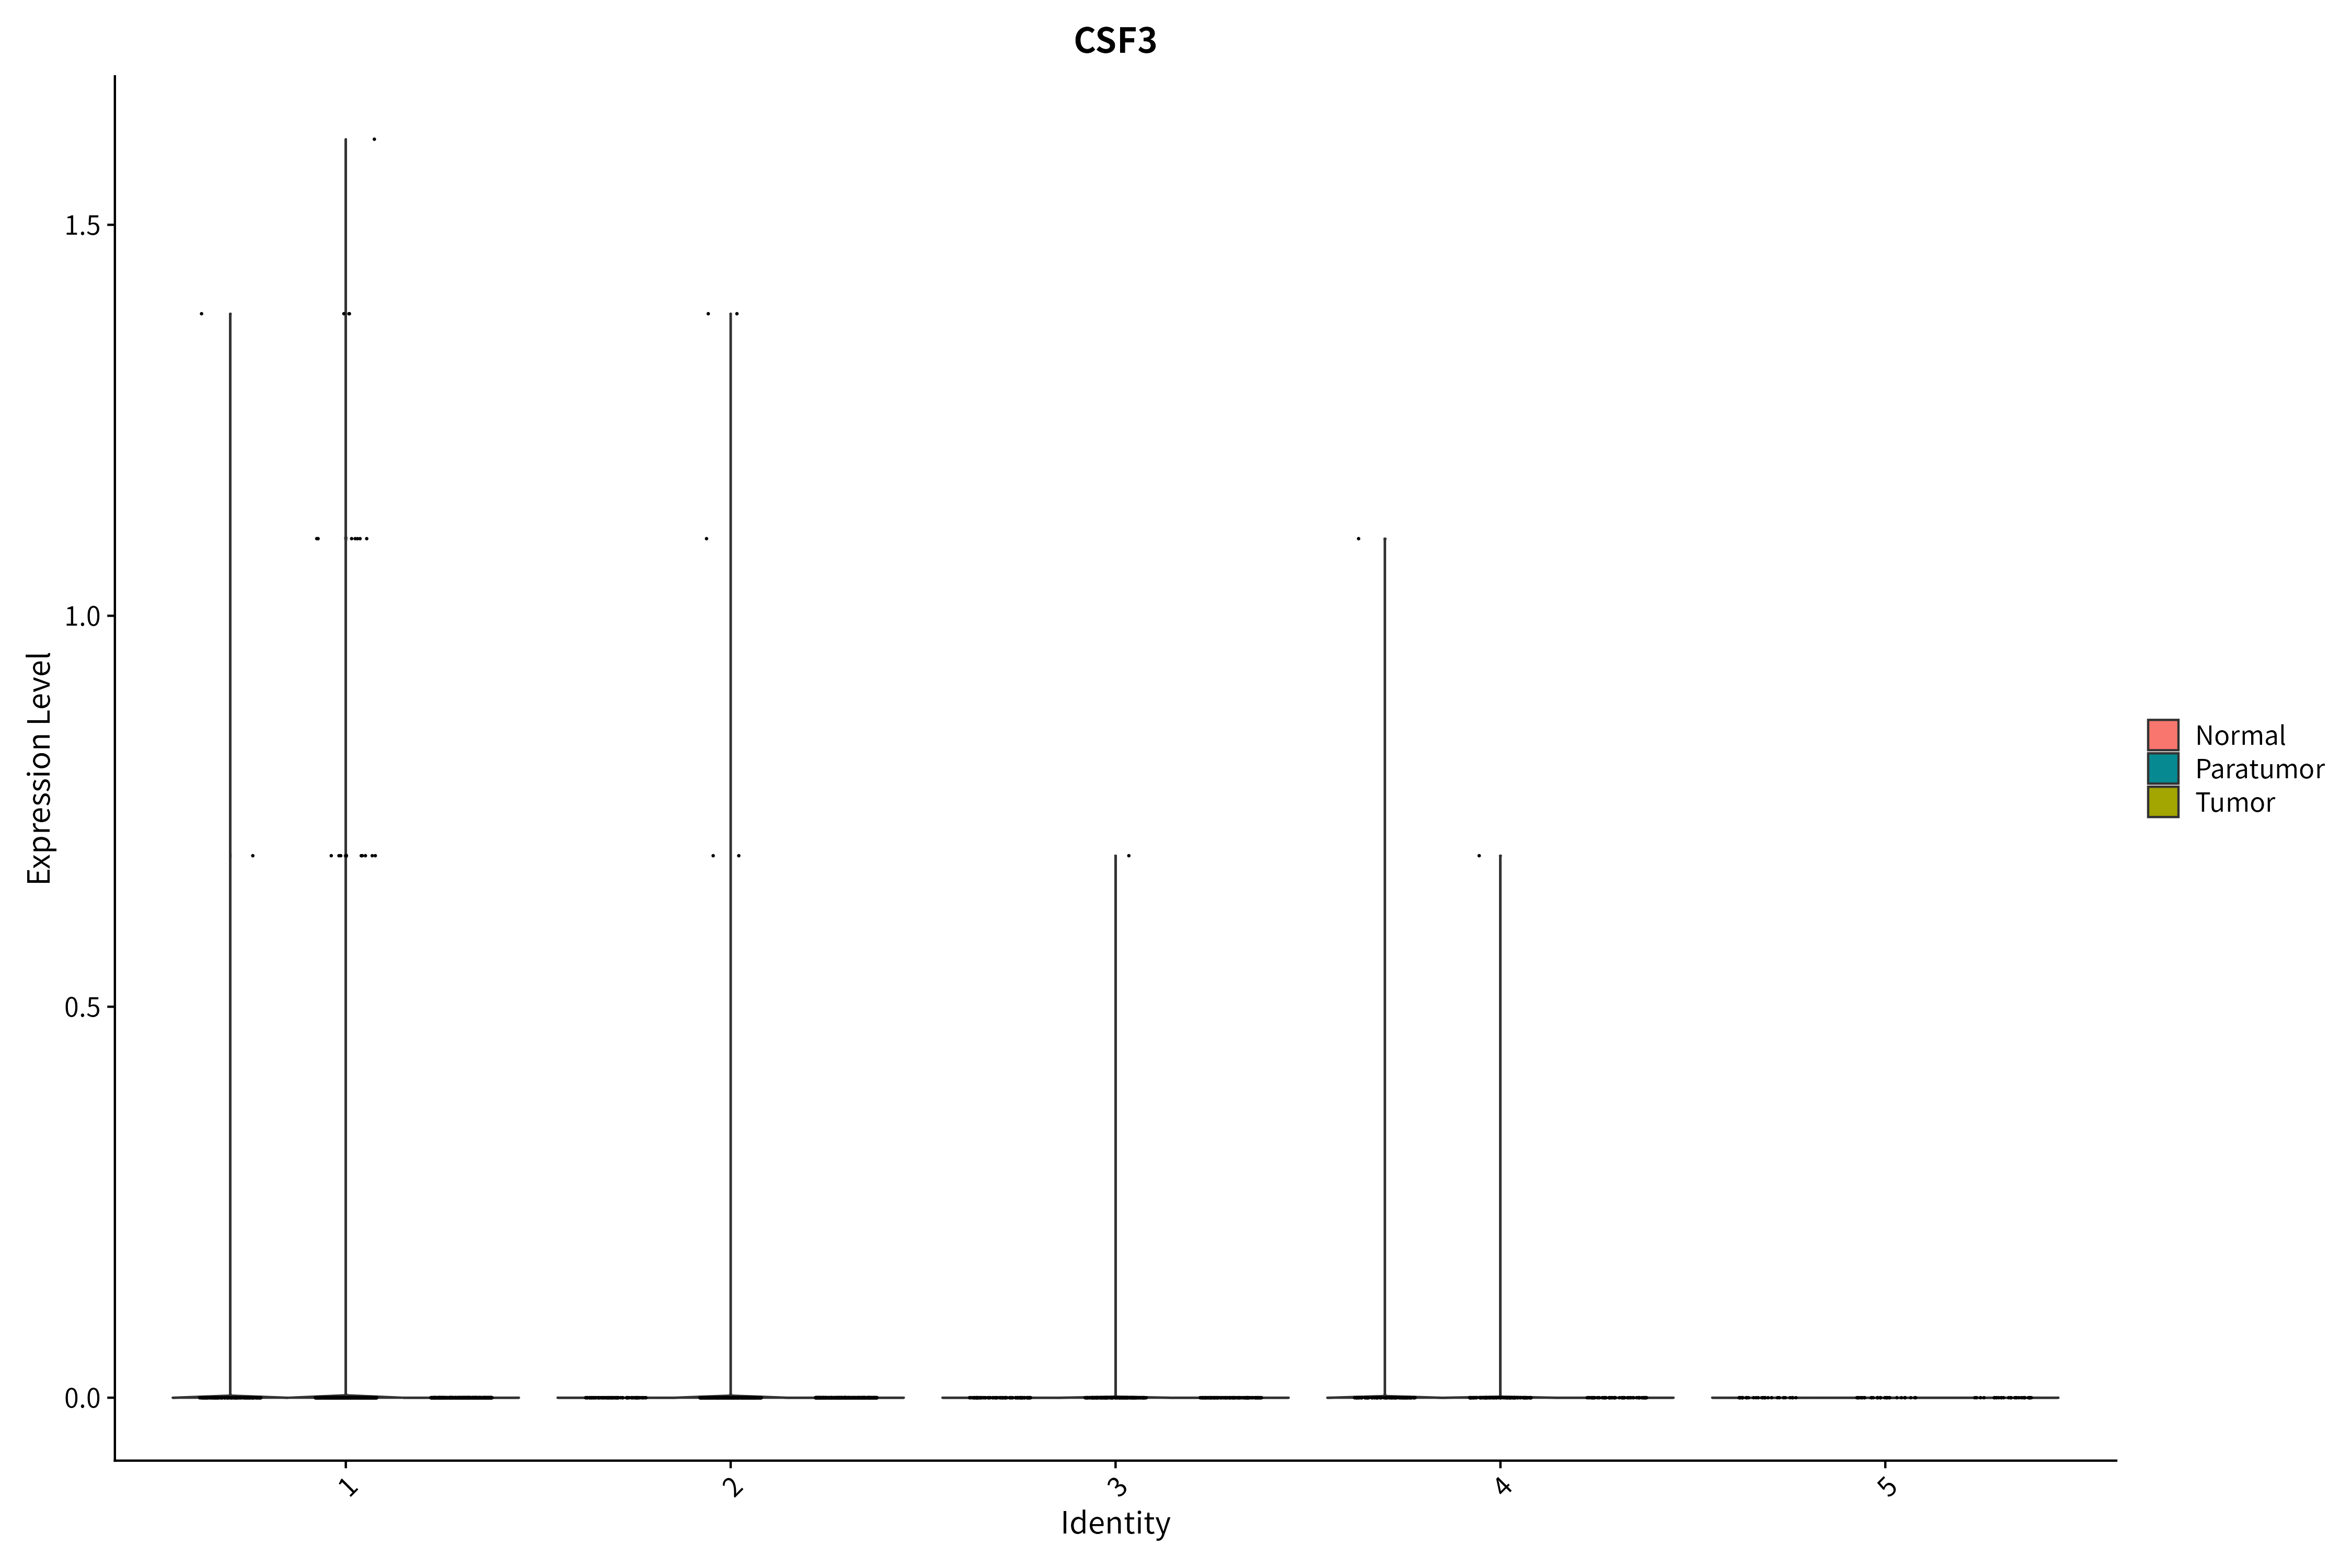 CSF3
Expression Level
1.5
1.0
0.5
0.0
1
2
3
4
5
Identity
Normal
Paratumor
Tumor